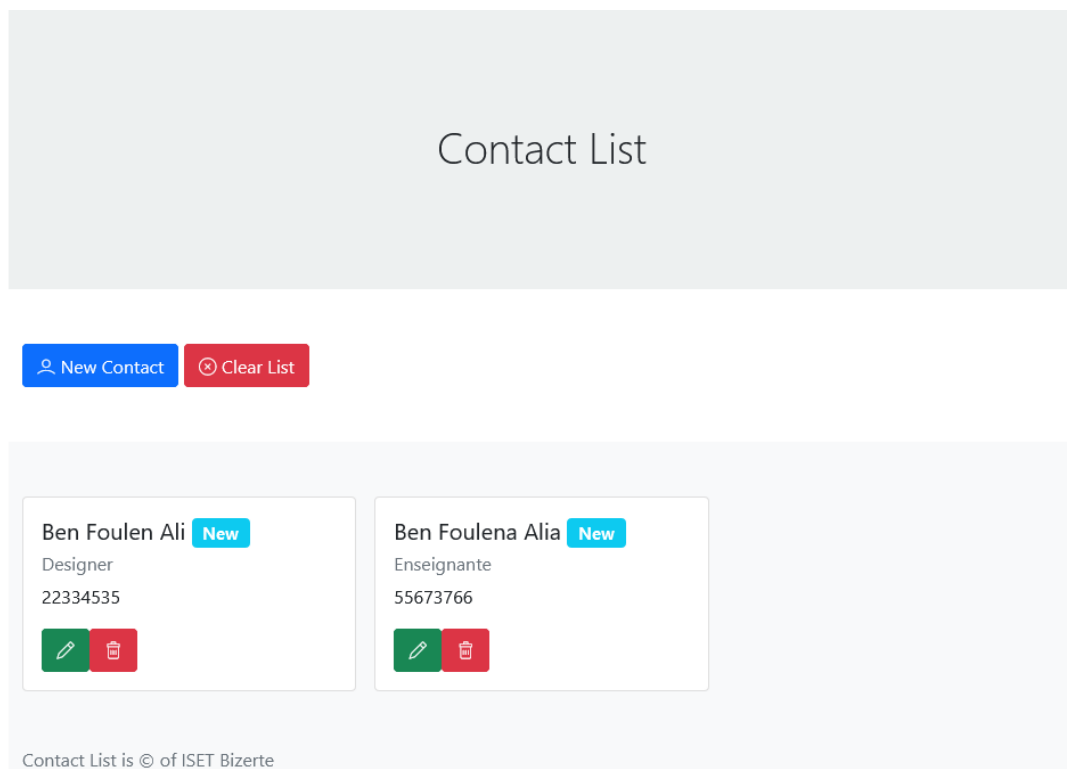 Contact List
New Contact
Clear List
Ben Foulen Ali New
Designer
22334535
Ben Foulena Alia New
Enseignante
55673766
Contact List is © of ISET Bizerte